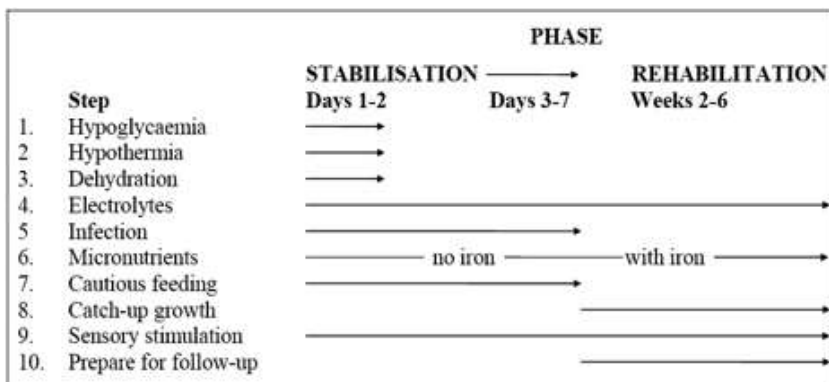 PHASE
STABILISATION REHABILITATION
Step Days 1-2 Days 3-7 Weeks 2-6
1. Hypoglycaemia
2 Hypothermia
3. Dehydration
4. Electrolytes
5 Infection
6. Micronutrients no iron with iron
7. Cautious feeding
8. Catch-up growth
9. Sensory stimulation
10. Prepare for follow-up